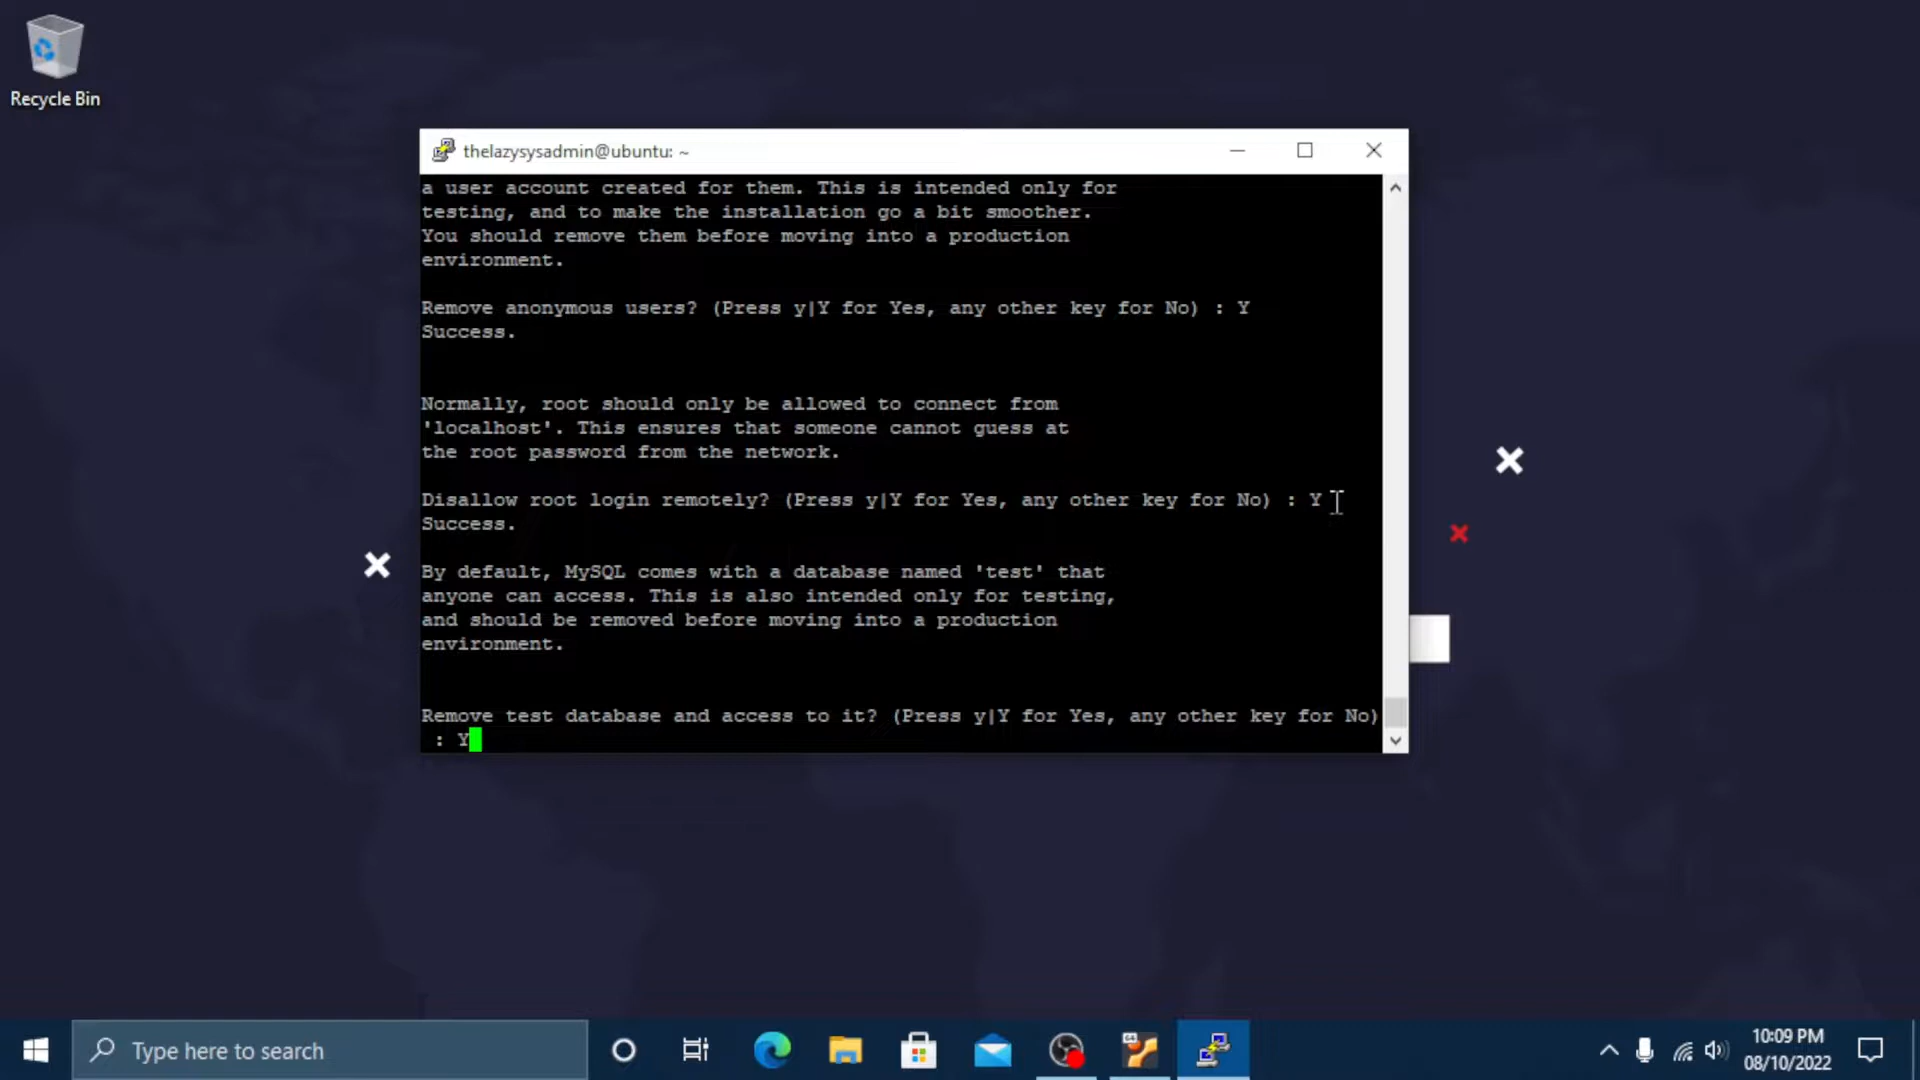 Recycle Bin
thelazysysadmin@ubuntu: ~
a user account created for them. This is intended only for
testing, and to make the installation go a bit smoother.
You should remove them before moving into a production
environment.
Remove anonymous users? (Press y|Y for Yes, any other key for No) : Y
Success.
Normally, root should only be allowed to connect from
'localhost'. This ensures that someone cannot guess at
the root password from the network.
Disallow root login remotely? (Press y|Y for Yes, any other key for No) : Y
Success.
By default, MySQL comes with a database named 'test' that
anyone can access. This is also intended only for testing,
and should be removed before moving into a production
environment.
Remove test database and access to it? (Press y|Y for Yes, any other key for No)
: Y
Type here to search
64
10:09 PM
08/10/2022